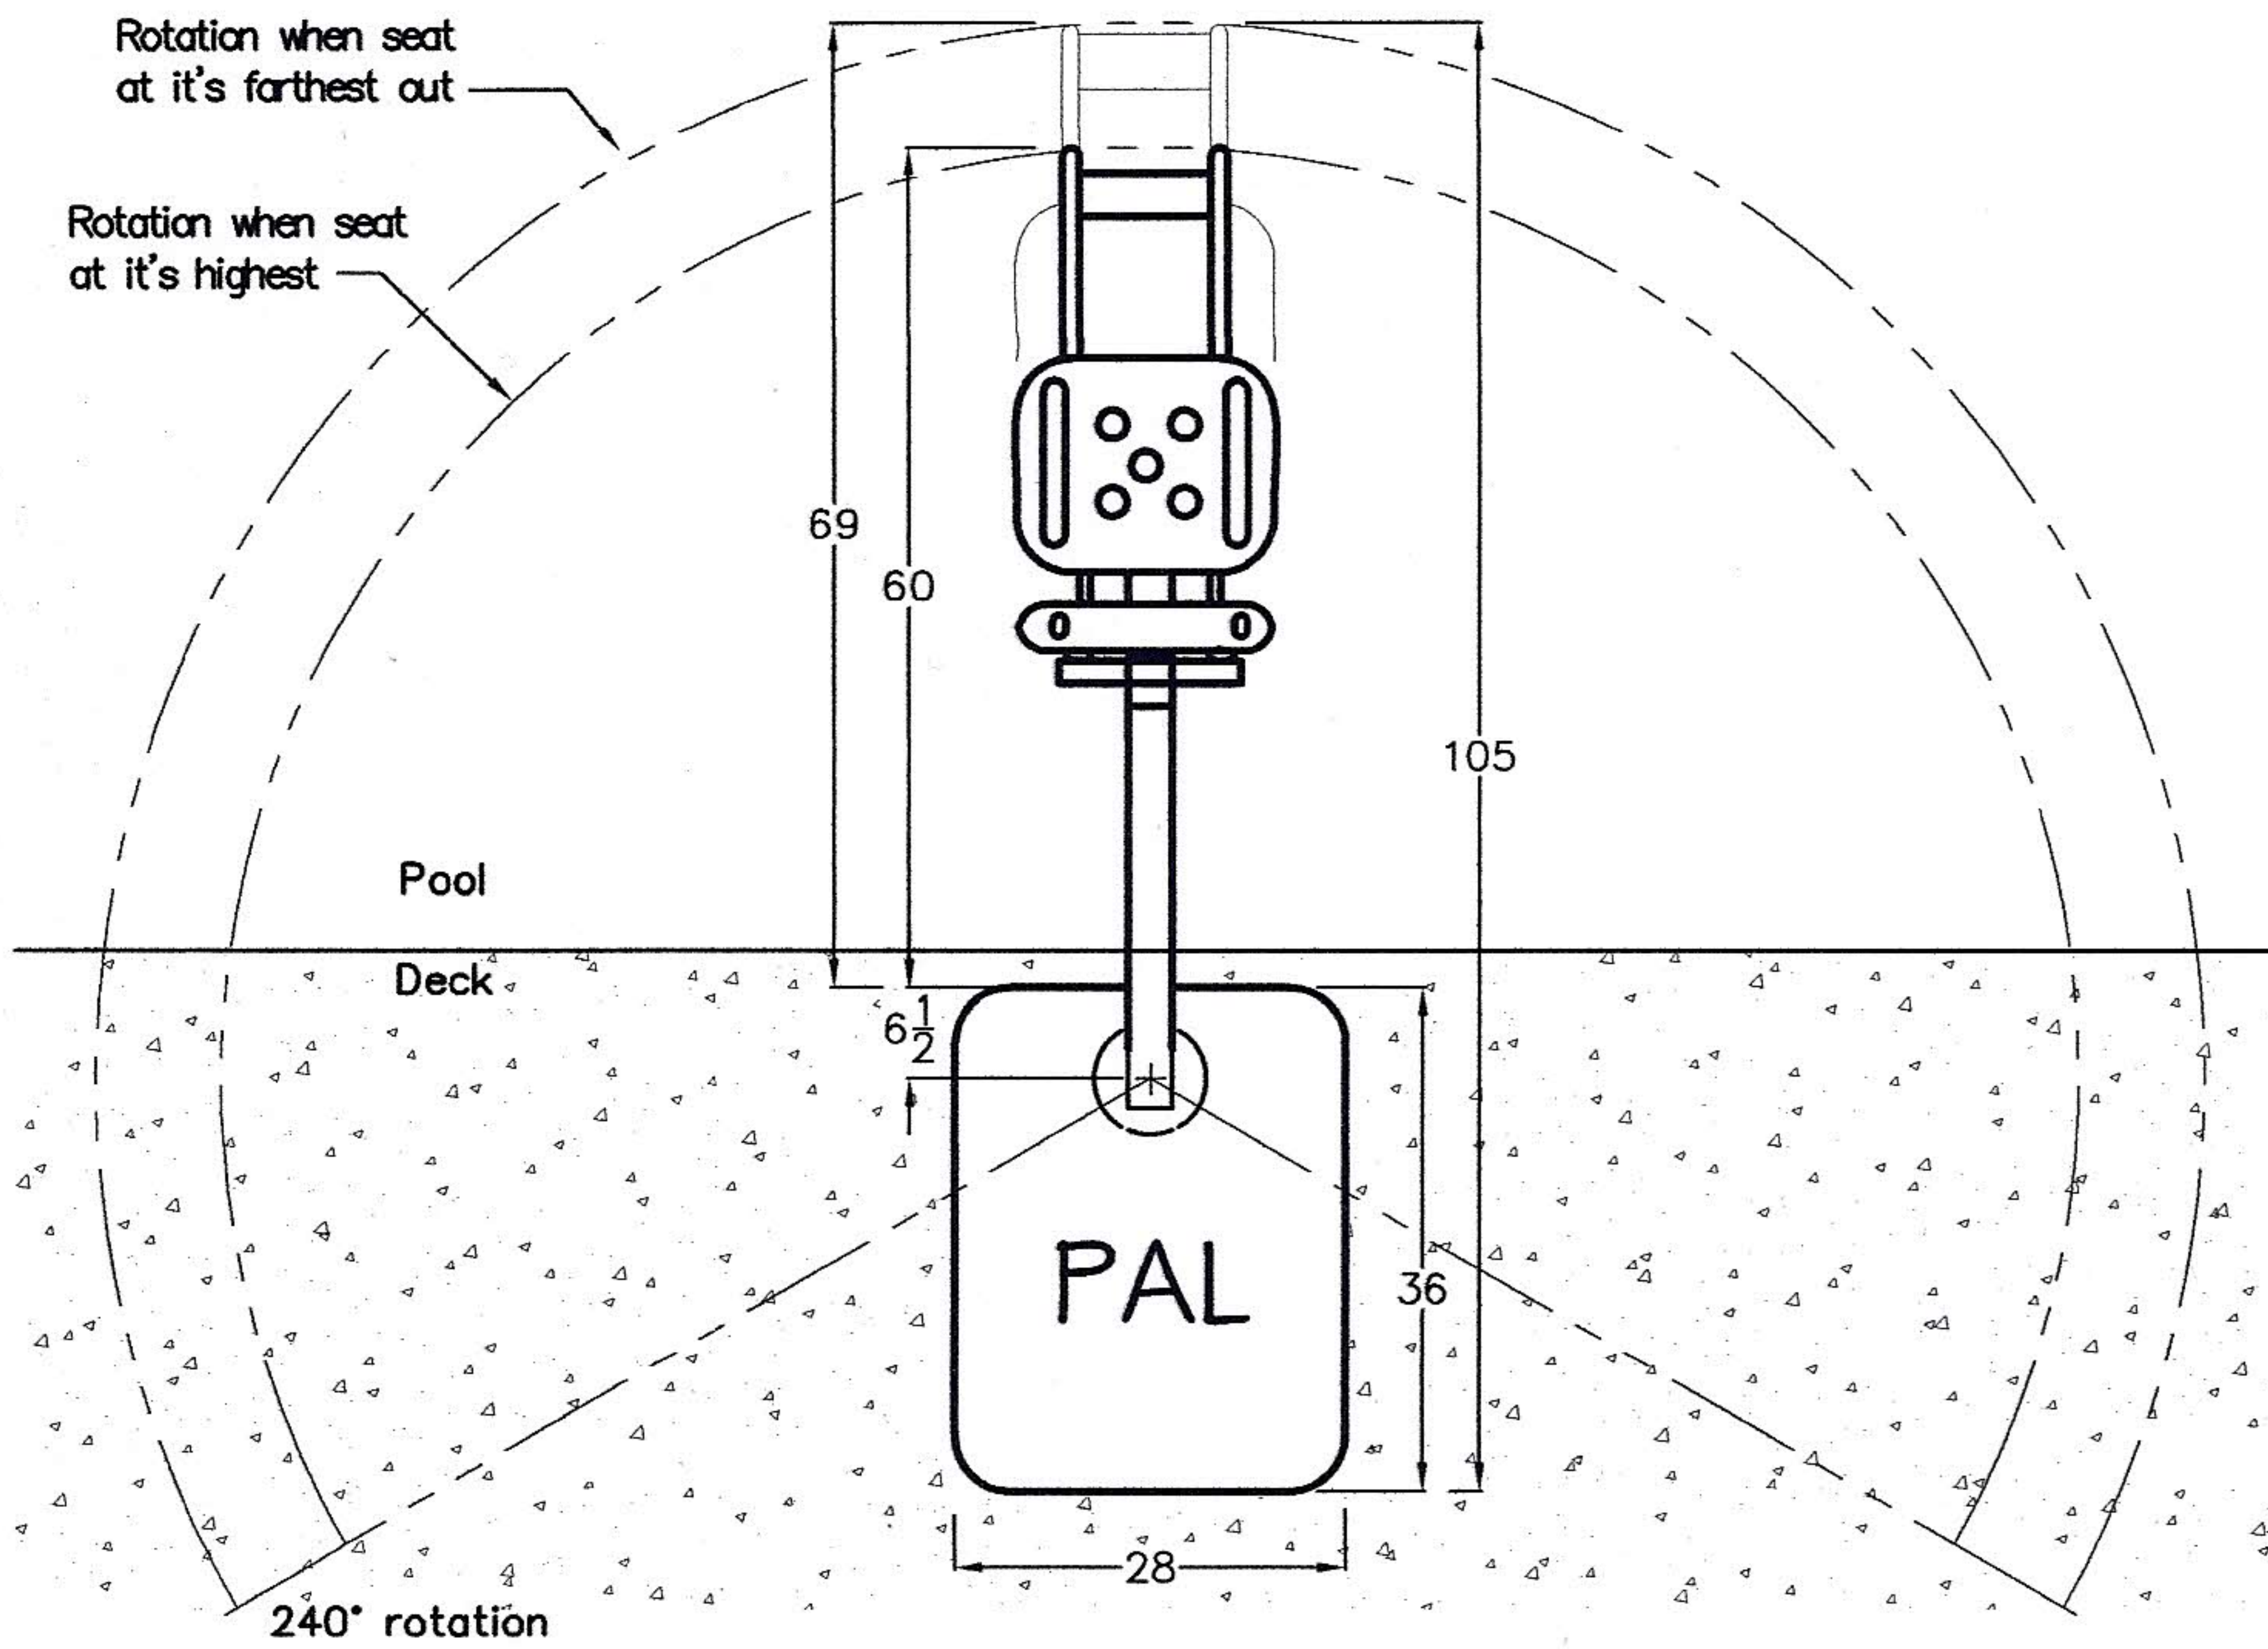 Rotation when seat
at it's farthest out
Rotation when seat
at it's highest
69
60
105
Pool
Deck
6 1/2
PAL
36
28
240° rotation